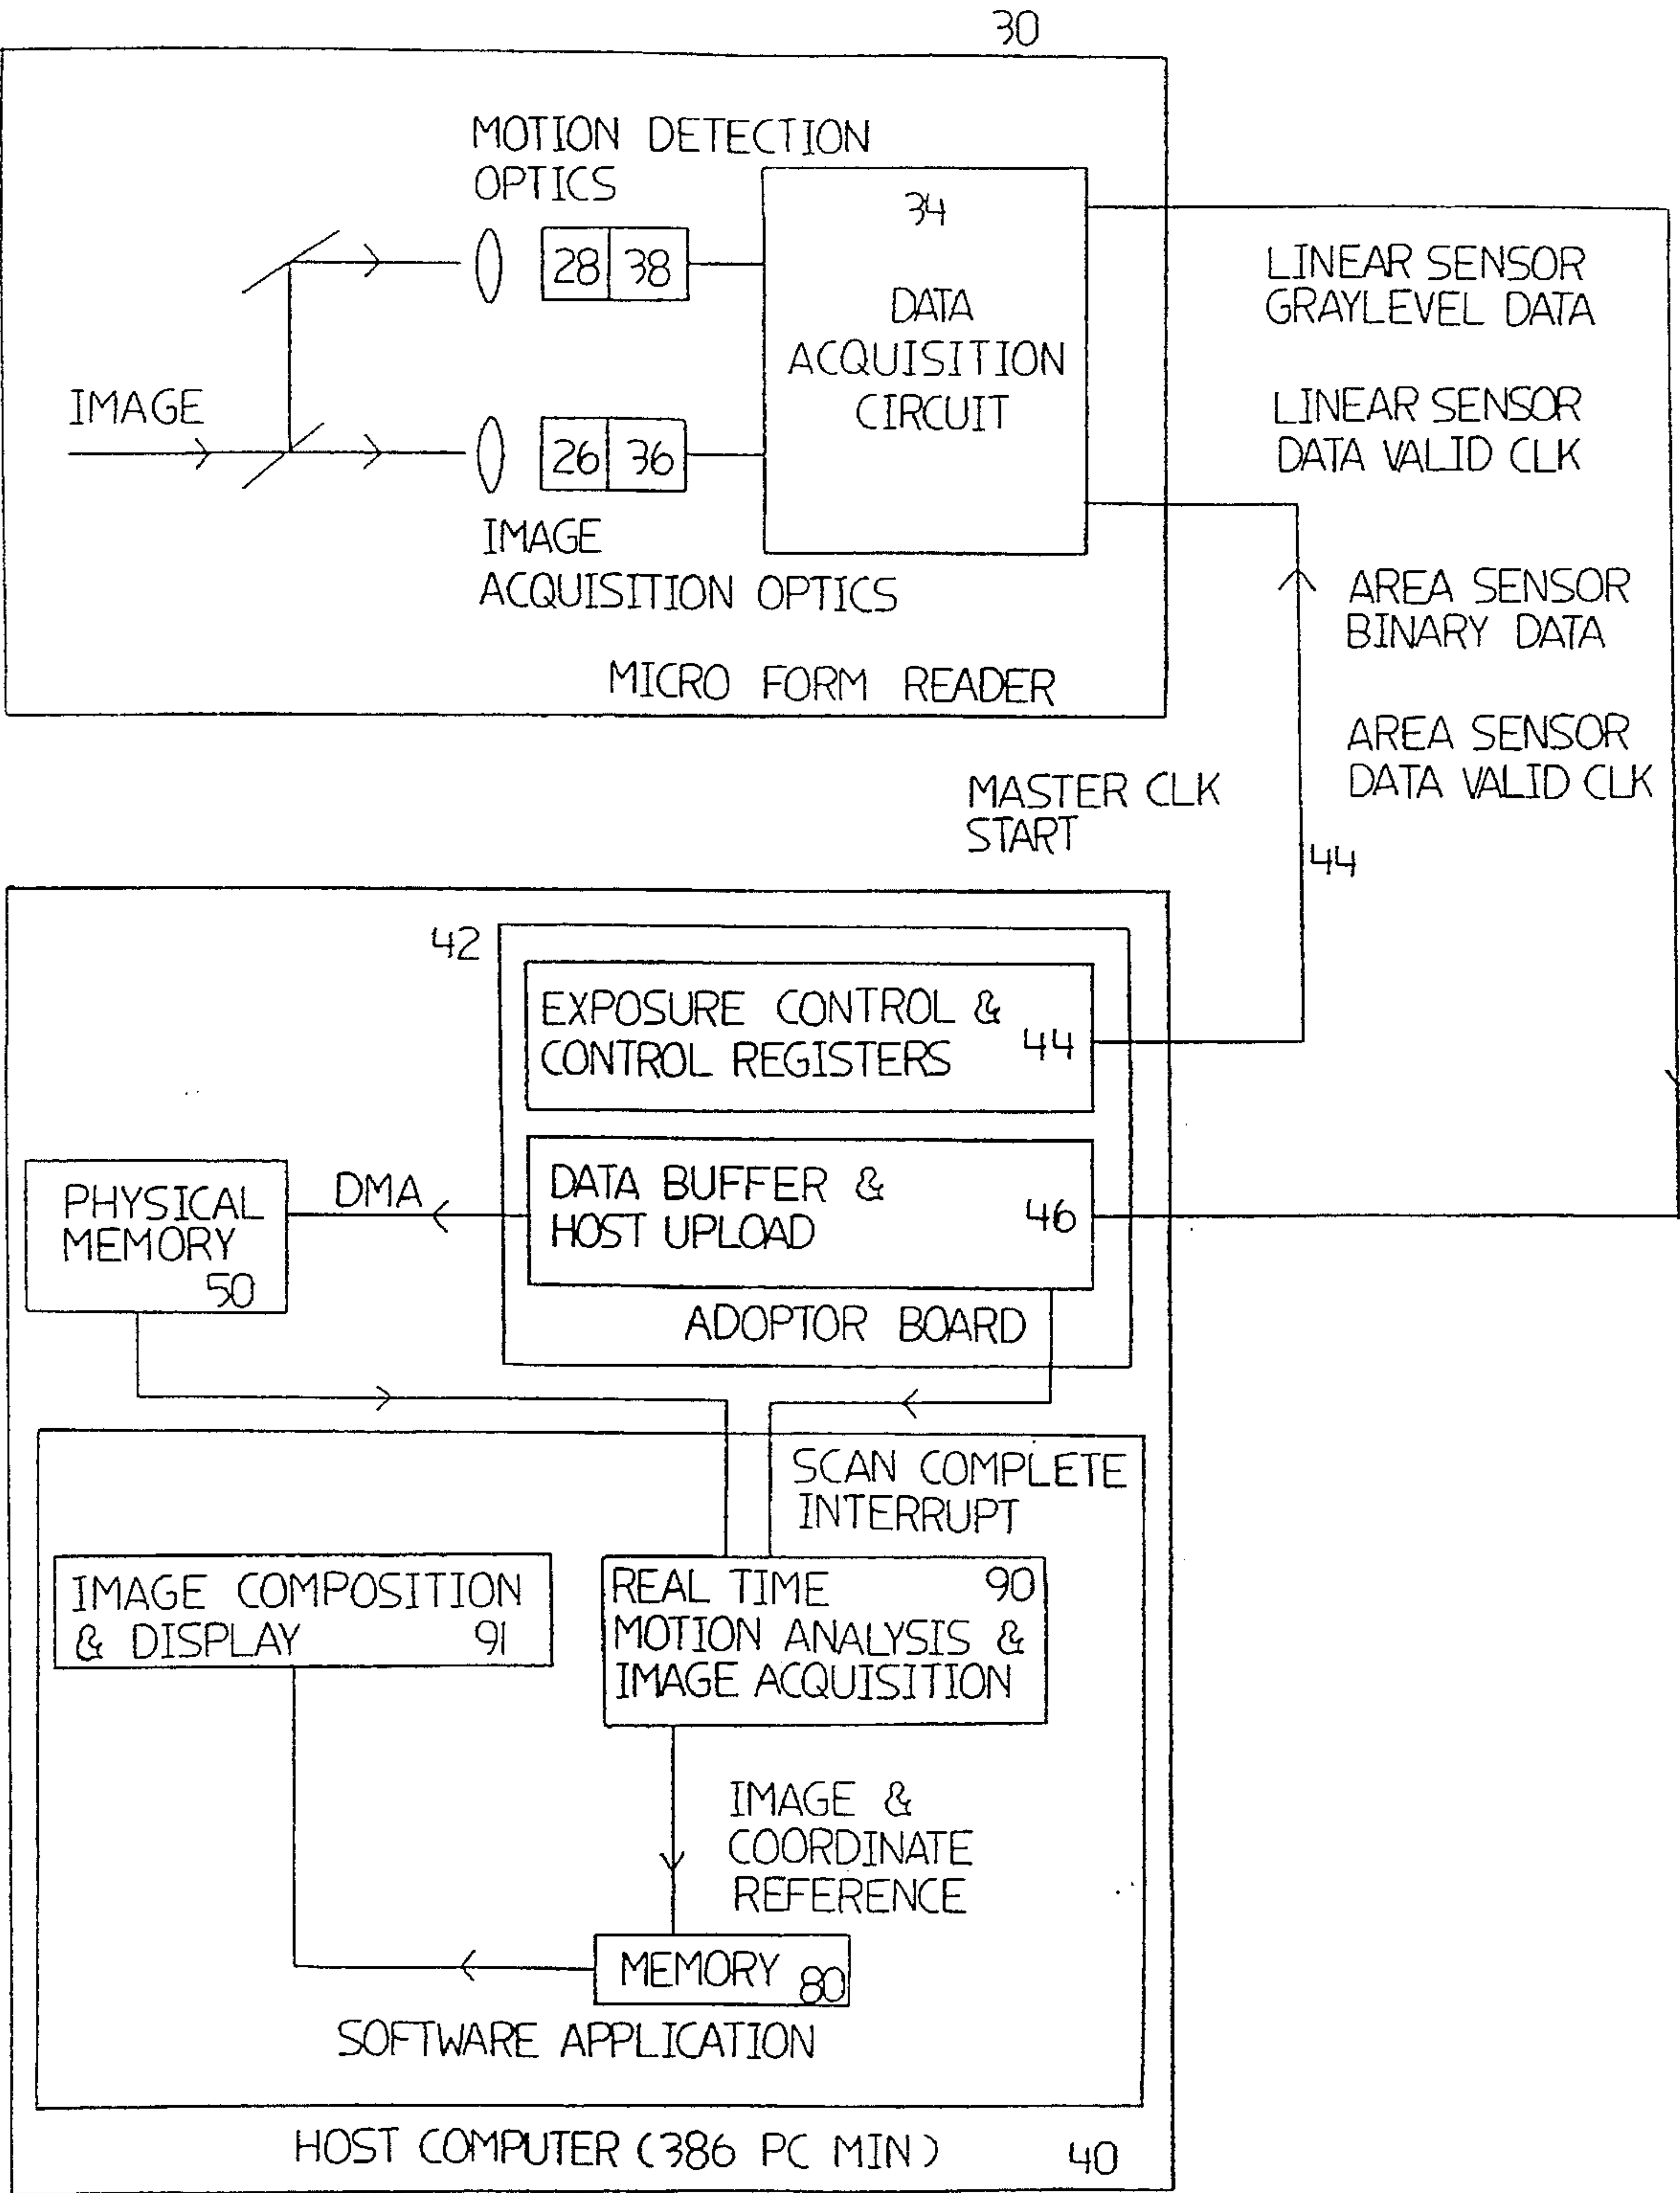 30
MOTION DETECTION
OPTICS
28 38
34
DATA
ACQUISITION
CIRCUIT
IMAGE
26 36
IMAGE
ACQUISITION OPTICS
MICRO FORM READER
LINEAR SENSOR
GRAYLEVEL DATA
LINEAR SENSOR
DATA VALID CLK
AREA SENSOR
BINARY DATA
AREA SENSOR
DATA VALID CLK
MASTER CLK
START
44
42
EXPOSURE CONTROL &
CONTROL REGISTERS 44
DATA BUFFER &
HOST UPLOAD 46
ADOPTOR BOARD
DMA
PHYSICAL
MEMORY
50
SCAN COMPLETE
INTERRUPT
IMAGE COMPOSITION
& DISPLAY 91
REAL TIME 90
MOTION ANALYSIS &
IMAGE ACQUISITION
IMAGE &
COORDINATE
REFERENCE
MEMORY 80
SOFTWARE APPLICATION
HOST COMPUTER (386 PC MIN) 40